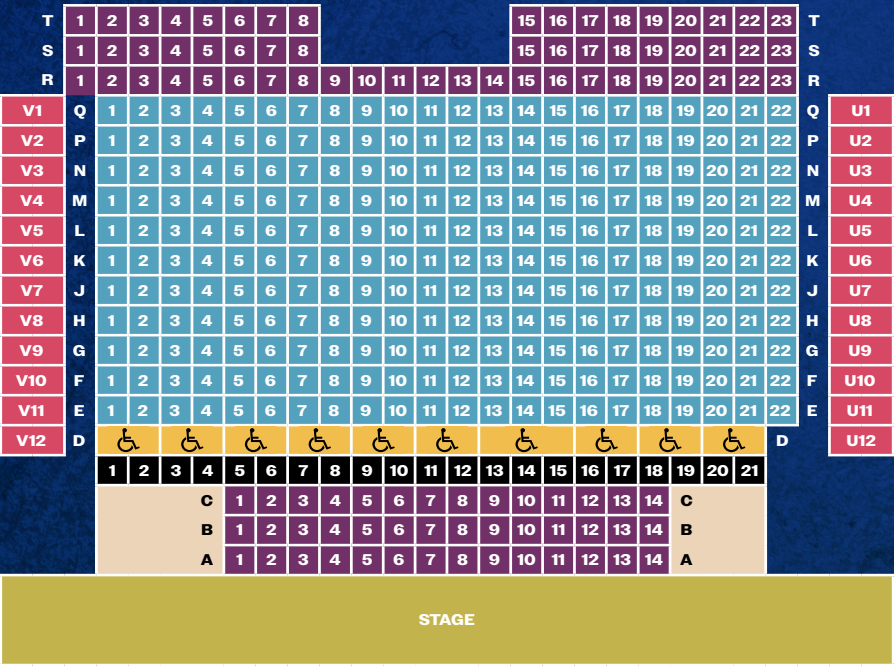 T 1 2 3 4 5 6 7 8 15 16 17 18 19 20 21 22 23 T
S 1 2 3 4 5 6 7 8 15 16 17 18 19 20 21 22 23 S
R 1 2 3 4 5 6 7 8 9 10 11 12 13 14 15 16 17 18 19 20 21 22 23 R
V1 Q 1 2 3 4 5 6 7 8 9 10 11 12 13 14 15 16 17 18 19 20 21 22 Q U1
V2 P 1 2 3 4 5 6 7 8 9 10 11 12 13 14 15 16 17 18 19 20 21 22 P U2
V3 N 1 2 3 4 5 6 7 8 9 10 11 12 13 14 15 16 17 18 19 20 21 22 N U3
V4 M 1 2 3 4 5 6 7 8 9 10 11 12 13 14 15 16 17 18 19 20 21 22 M U4
V5 L 1 2 3 4 5 6 7 8 9 10 11 12 13 14 15 16 17 18 19 20 21 22 L U5
V6 K 1 2 3 4 5 6 7 8 9 10 11 12 13 14 15 16 17 18 19 20 21 22 K U6
V7 J 1 2 3 4 5 6 7 8 9 10 11 12 13 14 15 16 17 18 19 20 21 22 J U7
V8 H 1 2 3 4 5 6 7 8 9 10 11 12 13 14 15 16 17 18 19 20 21 22 H U8
V9 G 1 2 3 4 5 6 7 8 9 10 11 12 13 14 15 16 17 18 19 20 21 22 G U9
V10 F 1 2 3 4 5 6 7 8 9 10 11 12 13 14 15 16 17 18 19 20 21 22 F U10
V11 E 1 2 3 4 5 6 7 8 9 10 11 12 13 14 15 16 17 18 19 20 21 22 E U11
V12 D D U12
1 2 3 4 5 6 7 8 9 10 11 12 13 14 15 16 17 18 19 20 21
C 1 2 3 4 5 6 7 8 9 10 11 12 13 14 C
B 1 2 3 4 5 6 7 8 9 10 11 12 13 14 B
A 1 2 3 4 5 6 7 8 9 10 11 12 13 14 A
STAGE